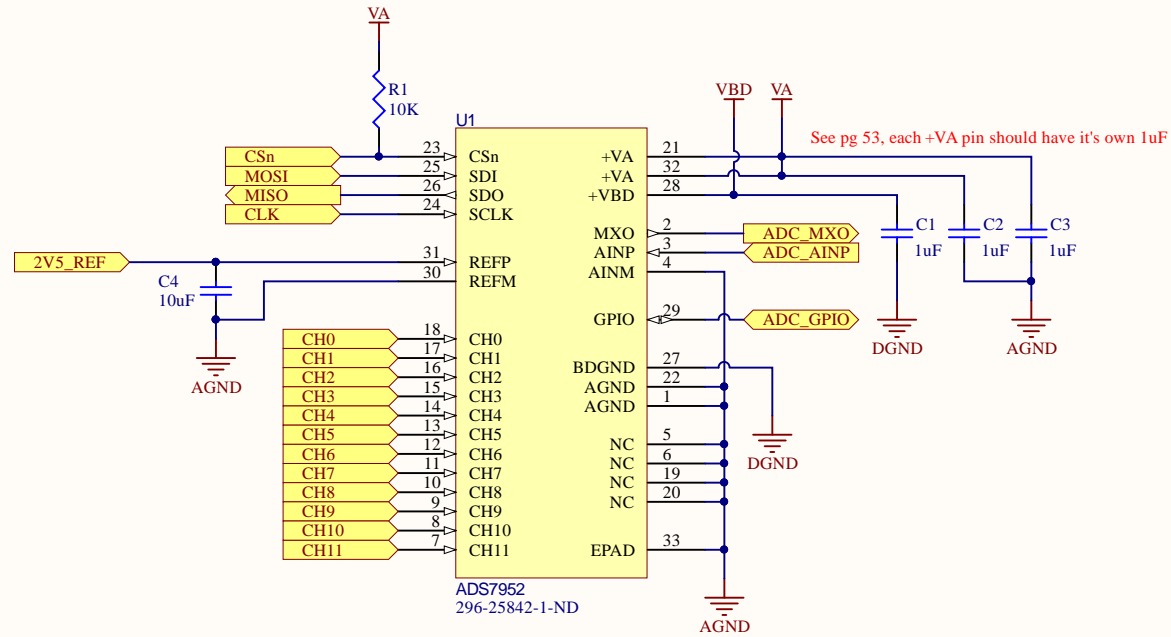 VA
R1
10K
VBD
VA
See pg 53, each +VA pin should have it's own 1uF
U1
CSn
23
CSn
MOSI
25
SDI
MISO
26
SDO
CLK
24
SCLK
2V5_REF
31
REFP
30
REFM
C4
10uF
AGND
CH0
18
CH0
CH1
17
CH1
CH2
16
CH2
CH3
15
CH3
CH4
14
CH4
CH5
13
CH5
CH6
12
CH6
CH7
11
CH7
CH8
10
CH8
CH9
9
CH9
CH10
8
CH10
CH11
7
CH11
+VA
21
+VA
32
+VBD
28
MXO
2
ADC_MXO
AINP
3
ADC_AINP
AINM
4
GPIO
29
ADC_GPIO
BDGND
27
AGND
22
AGND
1
NC
5
NC
6
NC
19
NC
20
EPAD
33
C1
1uF
C2
1uF
C3
1uF
DGND
AGND
DGND
AGND
ADS7952
296-25842-1-ND